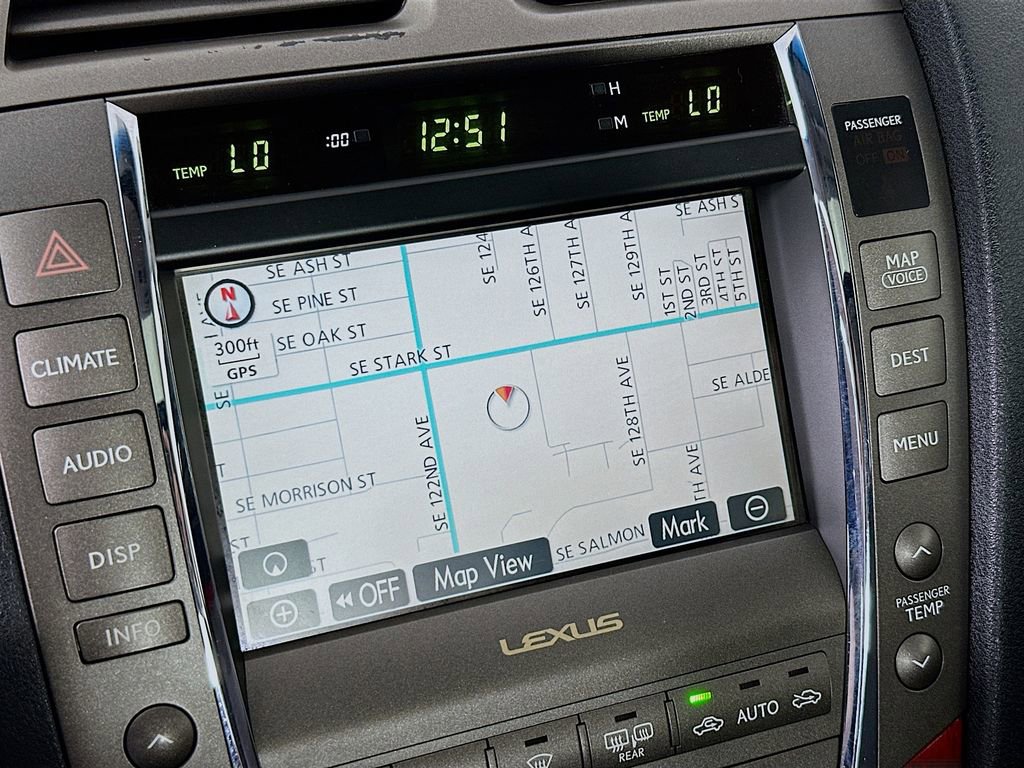 TEMP LO :00 12:51 H M TEMP LO
PASSENGER
AIR BAG
OFF ON
MAP
VOICE
DEST
MENU
PASSENGER
TEMP
CLIMATE
AUDIO
DISP
INFO
N
300ft
GPS
SE ASH ST
SE PINE ST
SE OAK ST
SE STARK ST
SE 124
SE 126TH A
SE 127TH A
SE 129TH A
SE ASH S
1ST ST
2ND ST
3RD ST
4TH ST
5TH ST
SE
SE ALDE
SE 128TH AVE
SE 122ND AVE
TH AVE
SE MORRISON ST
ST
ST
SE SALMON
OFF
Map View
Mark
LEXUS
REAR
AUTO